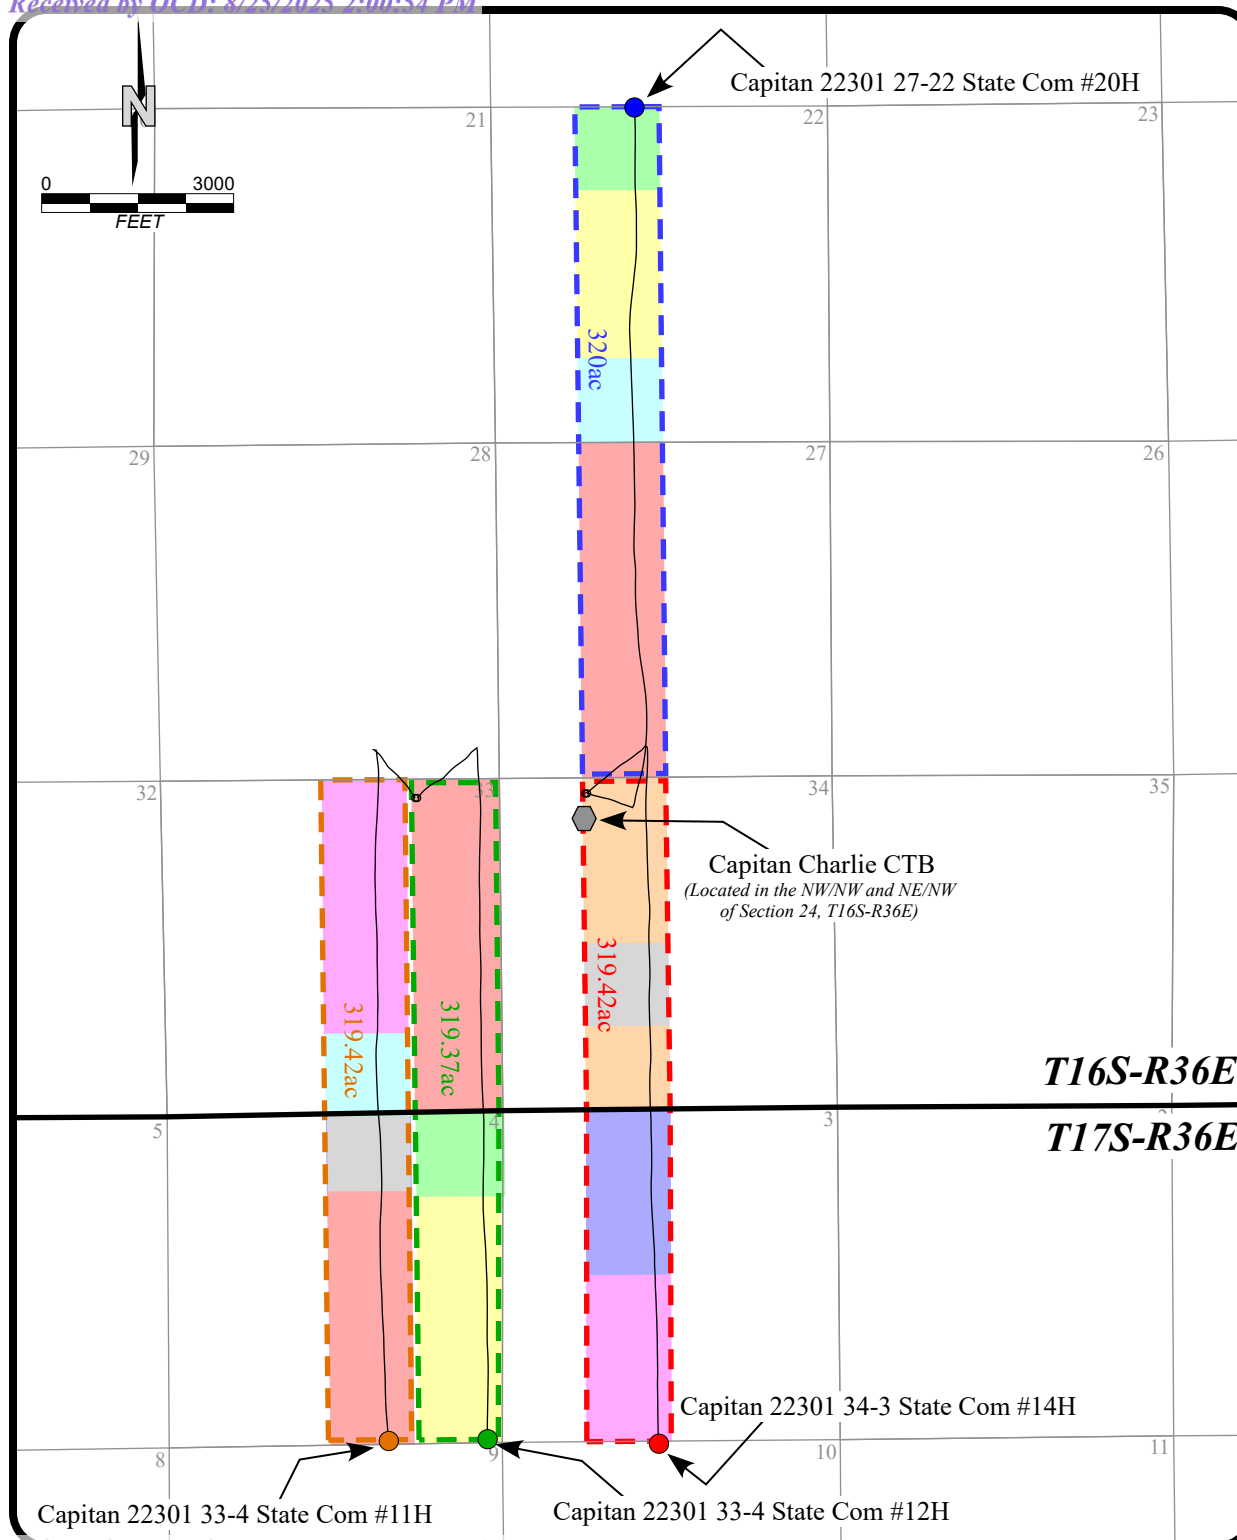 Received by OCD: 8/25/2025 2:00:54 PM
Capitan 22301 27-22 State Com #20H
N
21
22
23
0 3000
FEET
320ac
29
28
27
26
32
33
34
35
Capitan Charlie CTB
(Located in the NW/NW and NE/NW
of Section 24, T16S-R36E)
319.42ac
319.37ac
319.42ac
T16S-R36E
5
4
3
2
T17S-R36E
Capitan 22301 34-3 State Com #14H
8
9
10
11
Capitan 22301 33-4 State Com #11H
Capitan 22301 33-4 State Com #12H